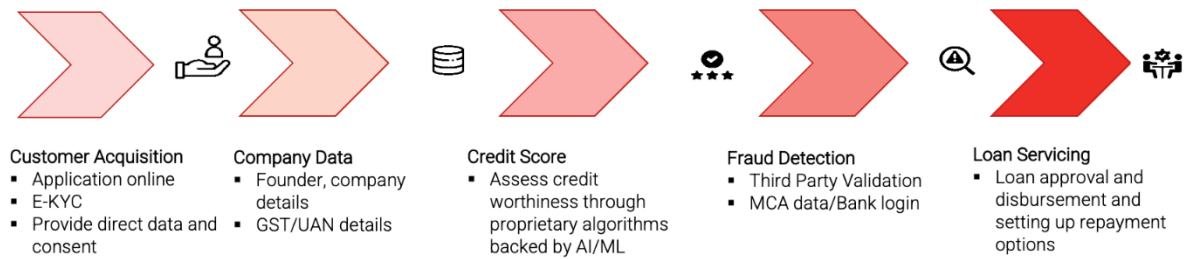 Customer Acquisition
▪ Application online
▪ E-KYC
▪ Provide direct data and
consent
Company Data
▪ Founder, company
details
▪ GST/UAN details
Credit Score
▪ Assess credit
worthiness through
proprietary algorithms
backed by AI/ML
Fraud Detection
▪ Third Party Validation
▪ MCA data/Bank login
Loan Servicing
▪ Loan approval and
disbursement and
setting up repayment
options